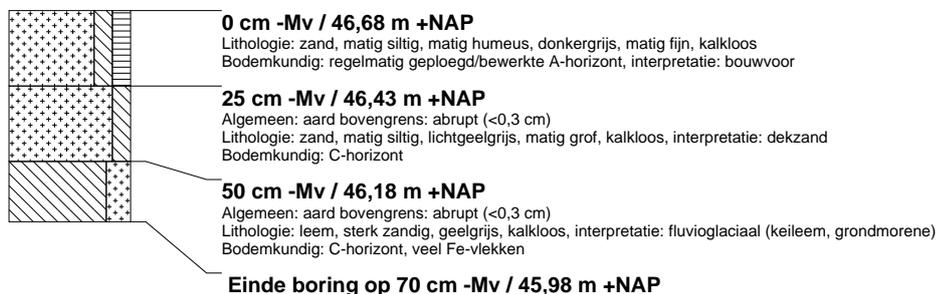 0 cm -Mv / 46,68 m +NAP
Lithologie: zand, matig siltig, matig humeus, donkergrijs, matig fijn, kalkloos
Bodemkundig: regelmatig geploegd/bewerkte A-horizont, interpretatie: bouwvoor
25 cm -Mv / 46,43 m +NAP
Algemeen: aard bovengrens: abrupt (<0,3 cm)
Lithologie: zand, matig siltig, lichtgeelgrijs, matig grof, kalkloos, interpretatie: dekzand
Bodemkundig: C-horizont
50 cm -Mv / 46,18 m +NAP
Algemeen: aard bovengrens: abrupt (<0,3 cm)
Lithologie: leem, sterk zandig, geelgrijs, kalkloos, interpretatie: fluvioglaciaal (keileem, grondmorene)
Bodemkundig: C-horizont, veel Fe-vlekken
Einde boring op 70 cm -Mv / 45,98 m +NAP